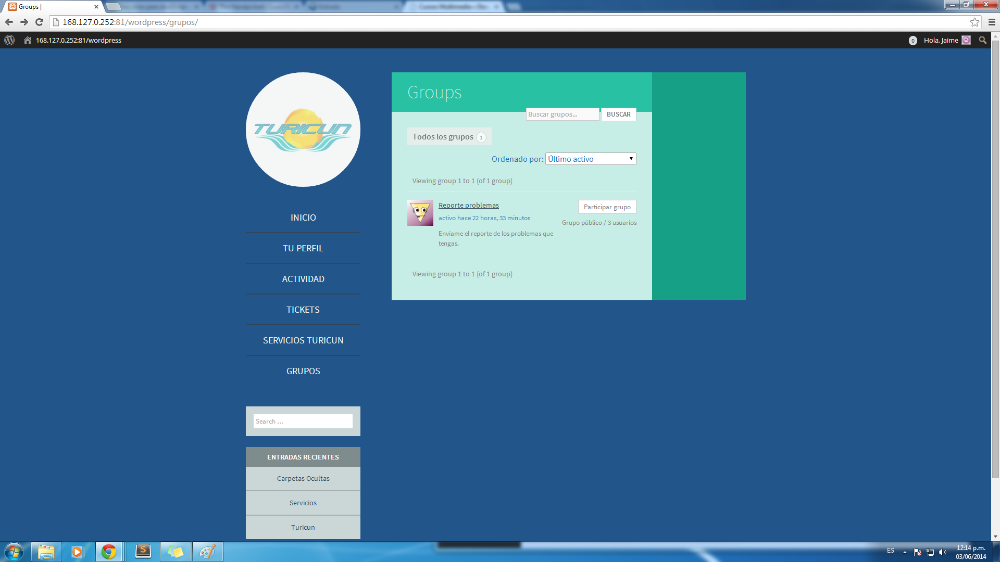 Groups |
168.127.0.252:81/wordpress/grupos/
168.127.0.252:81/wordpress
0
Hola, Jaime
TURICUN
INICIO
TU PERFIL
ACTIVIDAD
TICKETS
SERVICIOS TURICUN
GRUPOS
Search ...
ENTRADAS RECIENTES
Carpetas Ocultas
Servicios
Turicun
Groups
Buscar grupos...
BUSCAR
Todos los grupos 1
Ordenado por: Último activo
Viewing group 1 to 1 (of 1 group)
Reporte problemas
Participar grupo
activo hace 22 horas, 33 minutos
Grupo público / 3 usuarios
Enviame el reporte de los problemas que
tengas.
Viewing group 1 to 1 (of 1 group)
ES
12:14 p.m.
03/06/2014